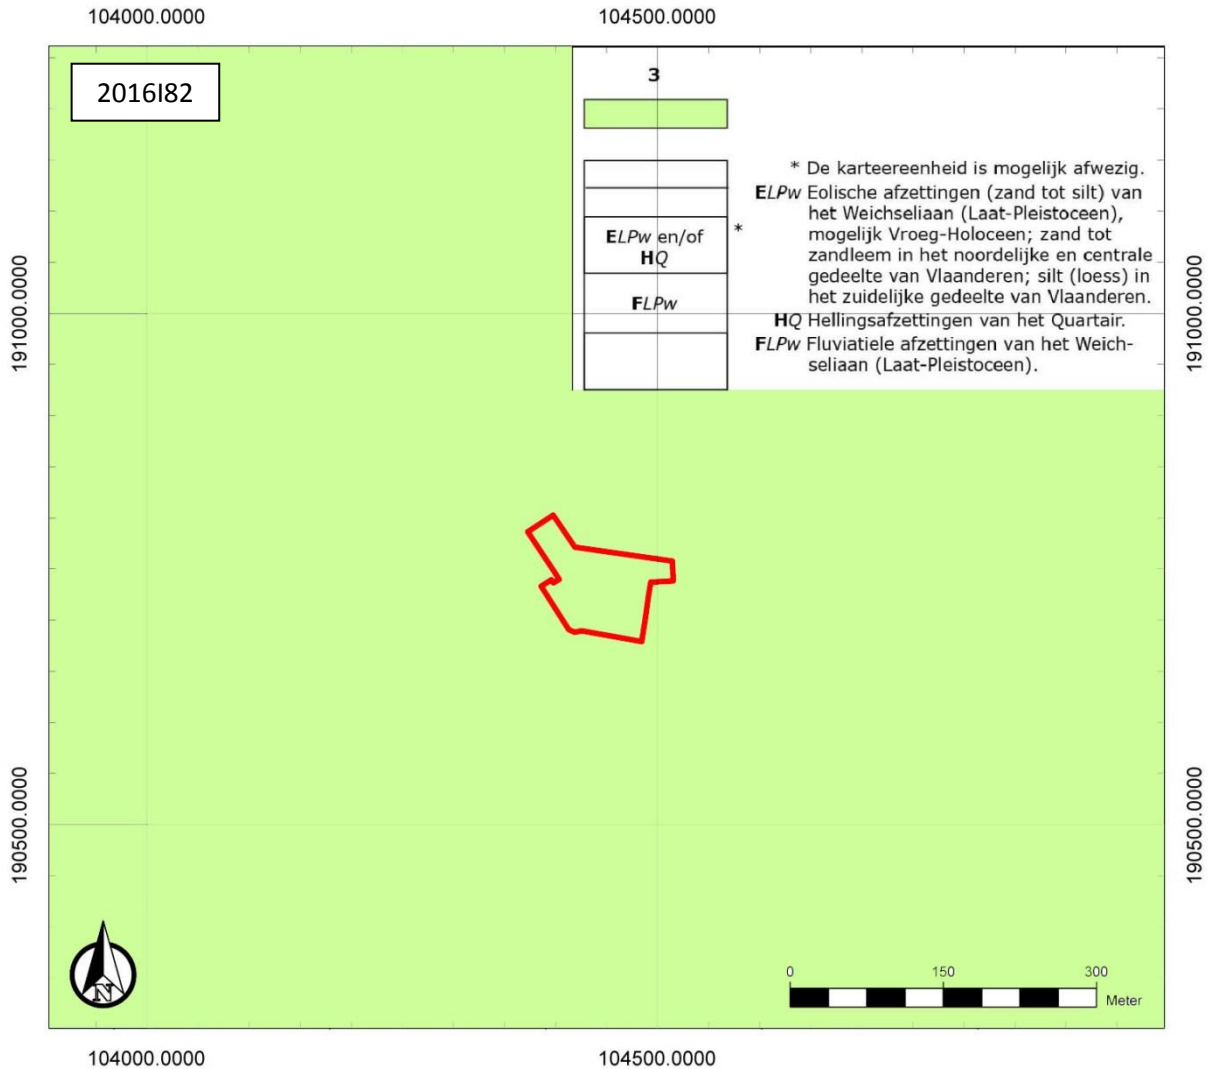 104000.0000
104500.0000
2016I82
3
* De karteereenheid is mogelijk afwezig.
ELPw Eolische afzettingen (zand tot silt) van
het Weichseliaan (Laat-Pleistoceen),
mogelijk Vroeg-Holoceen; zand tot
zandleem in het noordelijke en centrale
gedeelte van Vlaanderen; silt (loess) in
het zuidelijke gedeelte van Vlaanderen.
HQ Hellingsafzettingen van het Quartair.
FLPw Fluviatiele afzettingen van het Weich-
seliaan (Laat-Pleistoceen).
ELPw en/of
HQ
*
FLPw
191000.0000
191000.0000
190500.0000
190500.0000
N
0 150 300
Meter
104000.0000
104500.0000